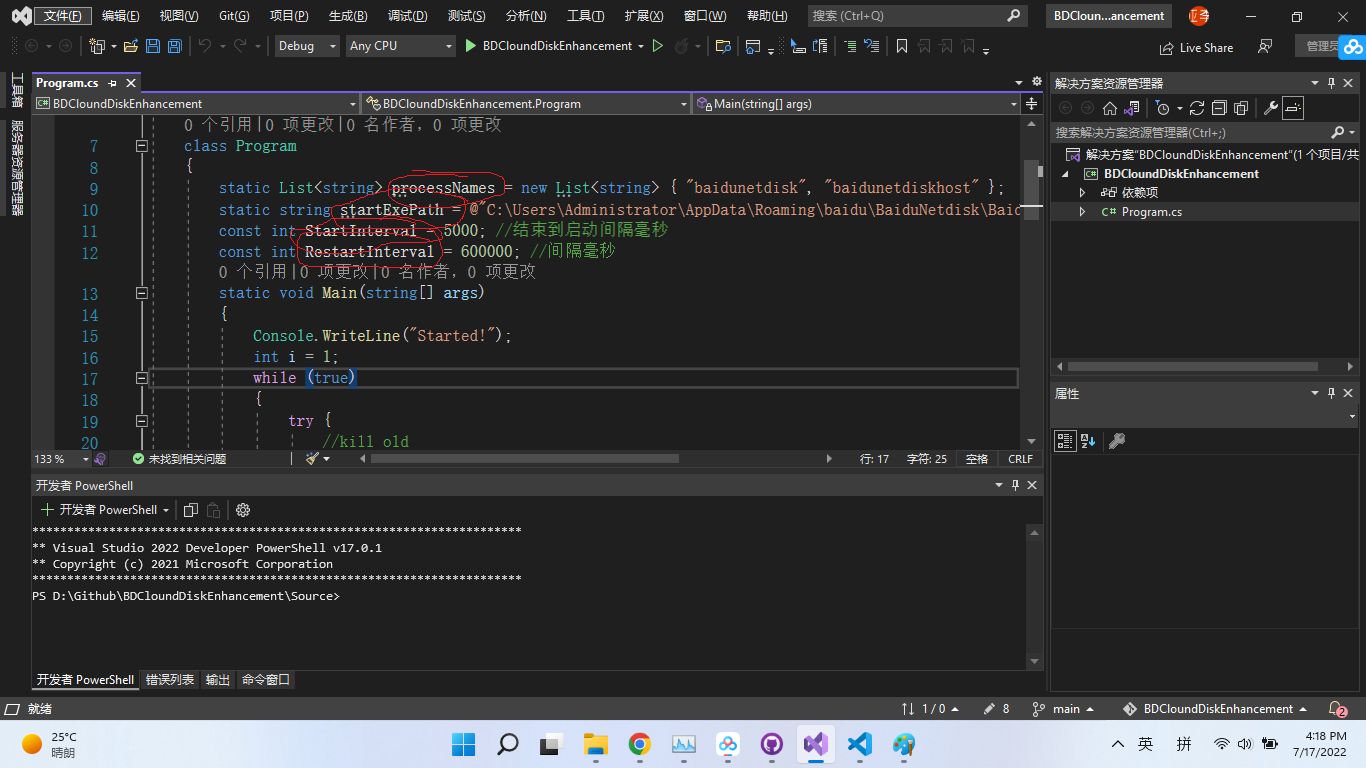 文件(F) 编辑(E) 视图(V) Git(G) 项目(P) 生成(B) 调试(D) 测试(S) 分析(N) 工具(T) 扩展(X) 窗口(W) 帮助(H) 搜索 (Ctrl+Q) BDCloun...ancement
Debug Any CPU BDCloundDiskEnhancement Live Share 管理员
工具箱
服务器资源管理器
Program.cs
BDCloundDiskEnhancement BDCloundDiskEnhancement.Program Main(string[] args)
0 个引用|0 项更改|0 名作者, 0 项更改
7 class Program
8 {
9 static List<string> processNames = new List<string> { "baidunetdisk", "baidunetdiskhost" };
10 static string startExePath = @"C:\Users\Administrator\AppData\Roaming\baidu\BaiduNetdisk\Baid
11 const int StartInterval = 5000; //结束到启动间隔毫秒
12 const int RestartInterval = 600000; //间隔毫秒
0 个引用|0 项更改|0 名作者, 0 项更改
13 static void Main(string[] args)
14 {
15 Console.WriteLine("Started!");
16 int i = 1;
17 while (true)
18 {
19 try {
20 //kill old
133 % 未找到相关问题 行: 17 字符: 25 空格 CRLF
解决方案资源管理器
搜索解决方案资源管理器(Ctrl+;)
解决方案"BDCloundDiskEnhancement"(1 个项目/共
BDCloundDiskEnhancement
依赖项
C# Program.cs
属性
开发者 PowerShell
开发者 PowerShell
**********************************************************************
** Visual Studio 2022 Developer PowerShell v17.0.1
** Copyright (c) 2021 Microsoft Corporation
**********************************************************************
PS D:\Github\BDCloundDiskEnhancement\Source>
开发者 PowerShell 错误列表 输出 命令窗口
就绪 1 / 0 8 main BDCloundDiskEnhancement 2
25°C
晴朗
英 拼
4:18 PM
7/17/2022